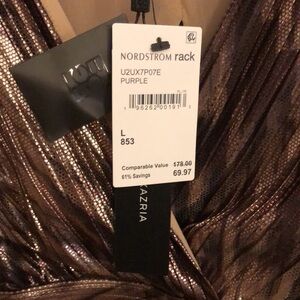 NORDSTROM rack
U2UX7P07E
PURPLE
L
853
Comparable Value 178.00
61% Savings 69.97
AZRIA